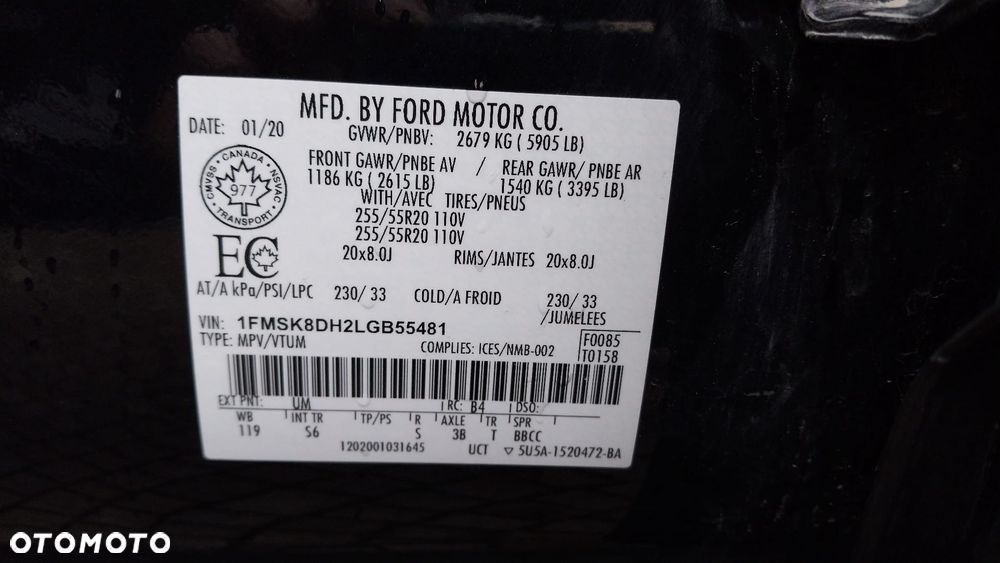 MFD. BY FORD MOTOR CO.
DATE: 01/20
GVWR/PNBV: 2679 KG ( 5905 LB)
FRONT GAWR/PNBE AV / REAR GAWR/ PNBE AR
1186 KG ( 2615 LB) 1540 KG ( 3395 LB)
WITH/AVEC TIRES/PNEUS
255/55R20 110V
255/55R20 110V
20x8.0J RIMS/JANTES 20x8.0J
CANADA
CMVSS 977 NSVAC
TRANSPORT
EC
AT/A kPa/PSI/LPC 230/ 33 COLD/A FROID 230/ 33
/JUMELEES
VIN: 1FMSK8DH2LGB55481
TYPE: MPV/VTUM COMPLIES: ICES/NMB-002
F0085
T0158
EXT PNT: UM RC: B4 DSO:
WB INT TR TP/PS R AXLE TR SPR
119 S6 S 3B T BBCC
1202001031645 UCT ▽ 5U5A-1520472-BA
OTOMOTO